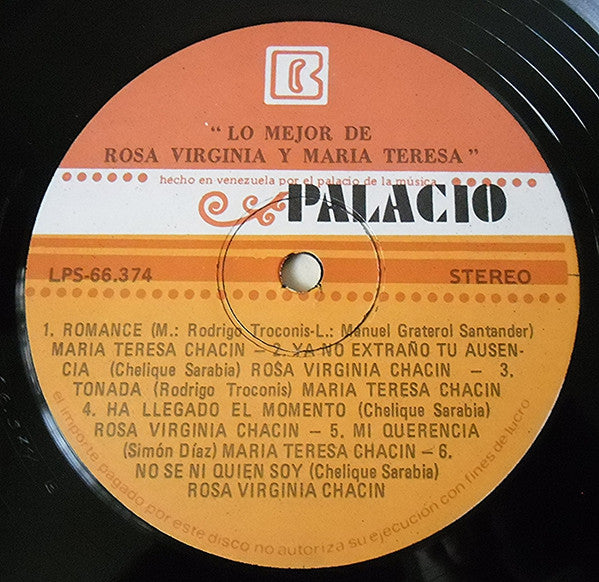 “ LO MEJOR DE
ROSA VIRGINIA Y MARIA TERESA ”
hecho en venezuela por el palacio de la música
PALACIO
LPS-66.374 STEREO
1. ROMANCE (M.: Rodrigo Troconis-L.: Manuel Graterol Santander)
MARIA TERESA CHACIN – 2. YA NO EXTRAÑO TU AUSEN-
CIA (Chelique Sarabia) ROSA VIRGINIA CHACIN – 3.
TONADA (Rodrigo Troconis) MARIA TERESA CHACIN
4. HA LLEGADO EL MOMENTO (Chelique Sarabia)
ROSA VIRGINIA CHACIN – 5. MI QUERENCIA
(Simón Díaz) MARIA TERESA CHACIN – 6.
NO SE NI QUIEN SOY (Chelique Sarabia)
ROSA VIRGINIA CHACIN
el importe pagado por este disco no autoriza su ejecución con fines de lucro